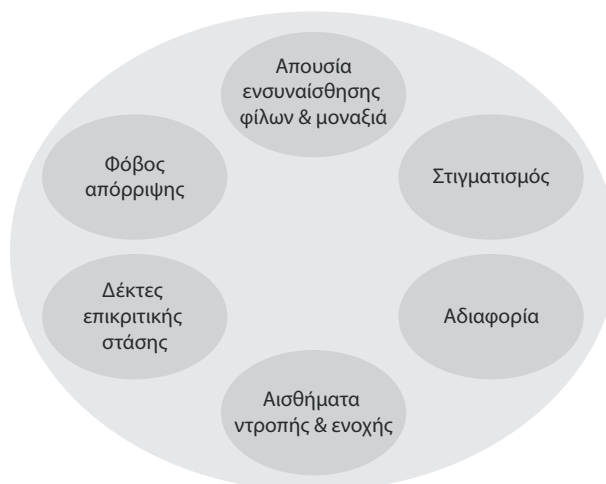 Απουσία
ενσυναίσθησης
φίλων & μοναξιά
Φόβος
απόρριψης
Στιγματισμός
Δέκτες
επικριτικής
στάσης
Αδιαφορία
Αισθήματα
ντροπής & ενοχής